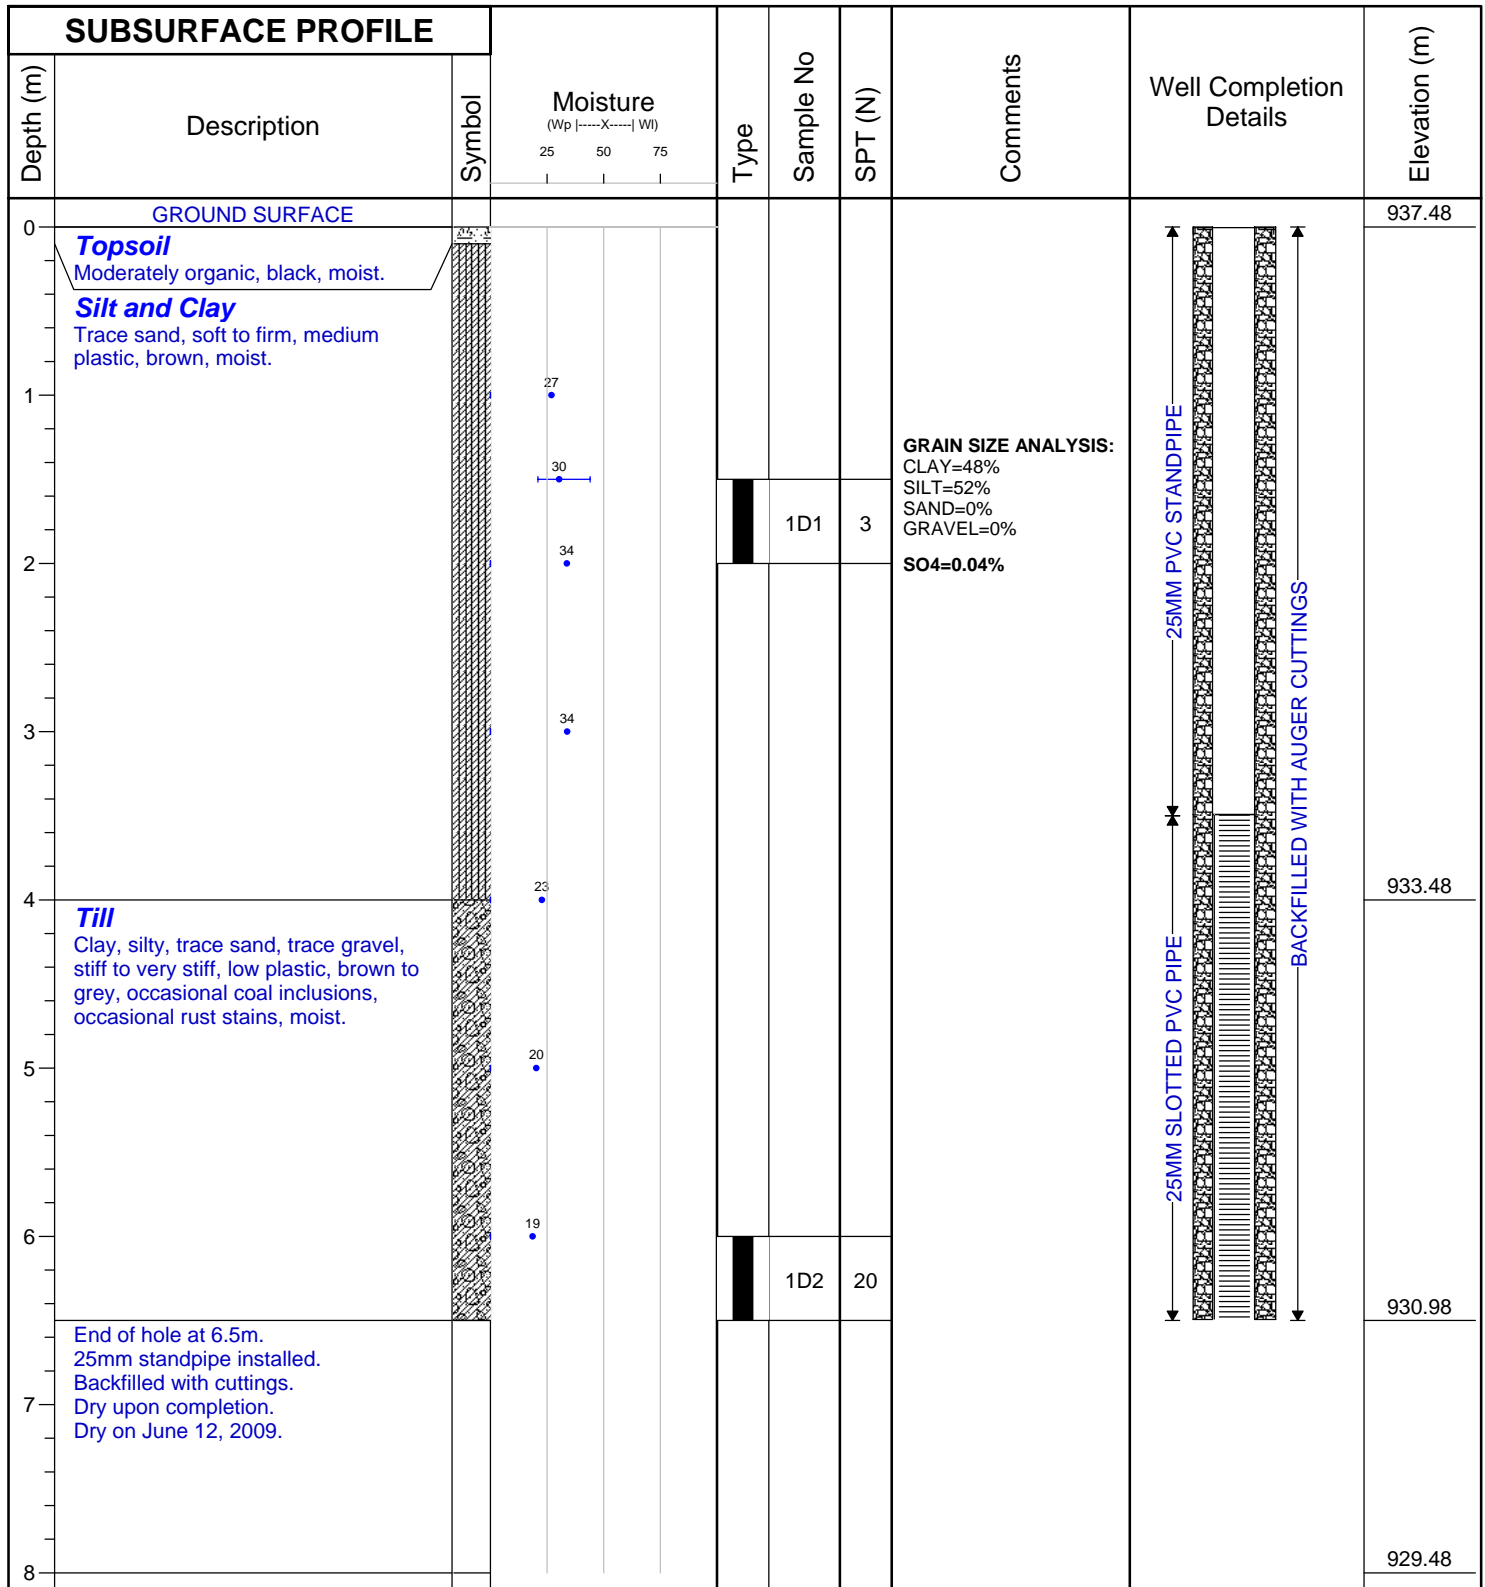 SUBSURFACE PROFILE
Depth (m)
Description
Symbol
Moisture
(Wp |-----X-----| Wl)
25 50 75
Type
Sample No
SPT (N)
Comments
Well Completion
Details
Elevation (m)
GROUND SURFACE
937.48
0
Topsoil
Moderately organic, black, moist.
Silt and Clay
Trace sand, soft to firm, medium
plastic, brown, moist.
27
1
30
GRAIN SIZE ANALYSIS:
CLAY=48%
SILT=52%
SAND=0%
GRAVEL=0%
SO4=0.04%
1D1
3
34
2
25MM PVC STANDPIPE
BACKFILLED WITH AUGER CUTTINGS
34
3
23
4
933.48
Till
Clay, silty, trace sand, trace gravel,
stiff to very stiff, low plastic, brown to
grey, occasional coal inclusions,
occasional rust stains, moist.
25MM SLOTTED PVC PIPE
20
5
19
6
1D2
20
930.98
End of hole at 6.5m.
25mm standpipe installed.
Backfilled with cuttings.
Dry upon completion.
Dry on June 12, 2009.
7
8
929.48